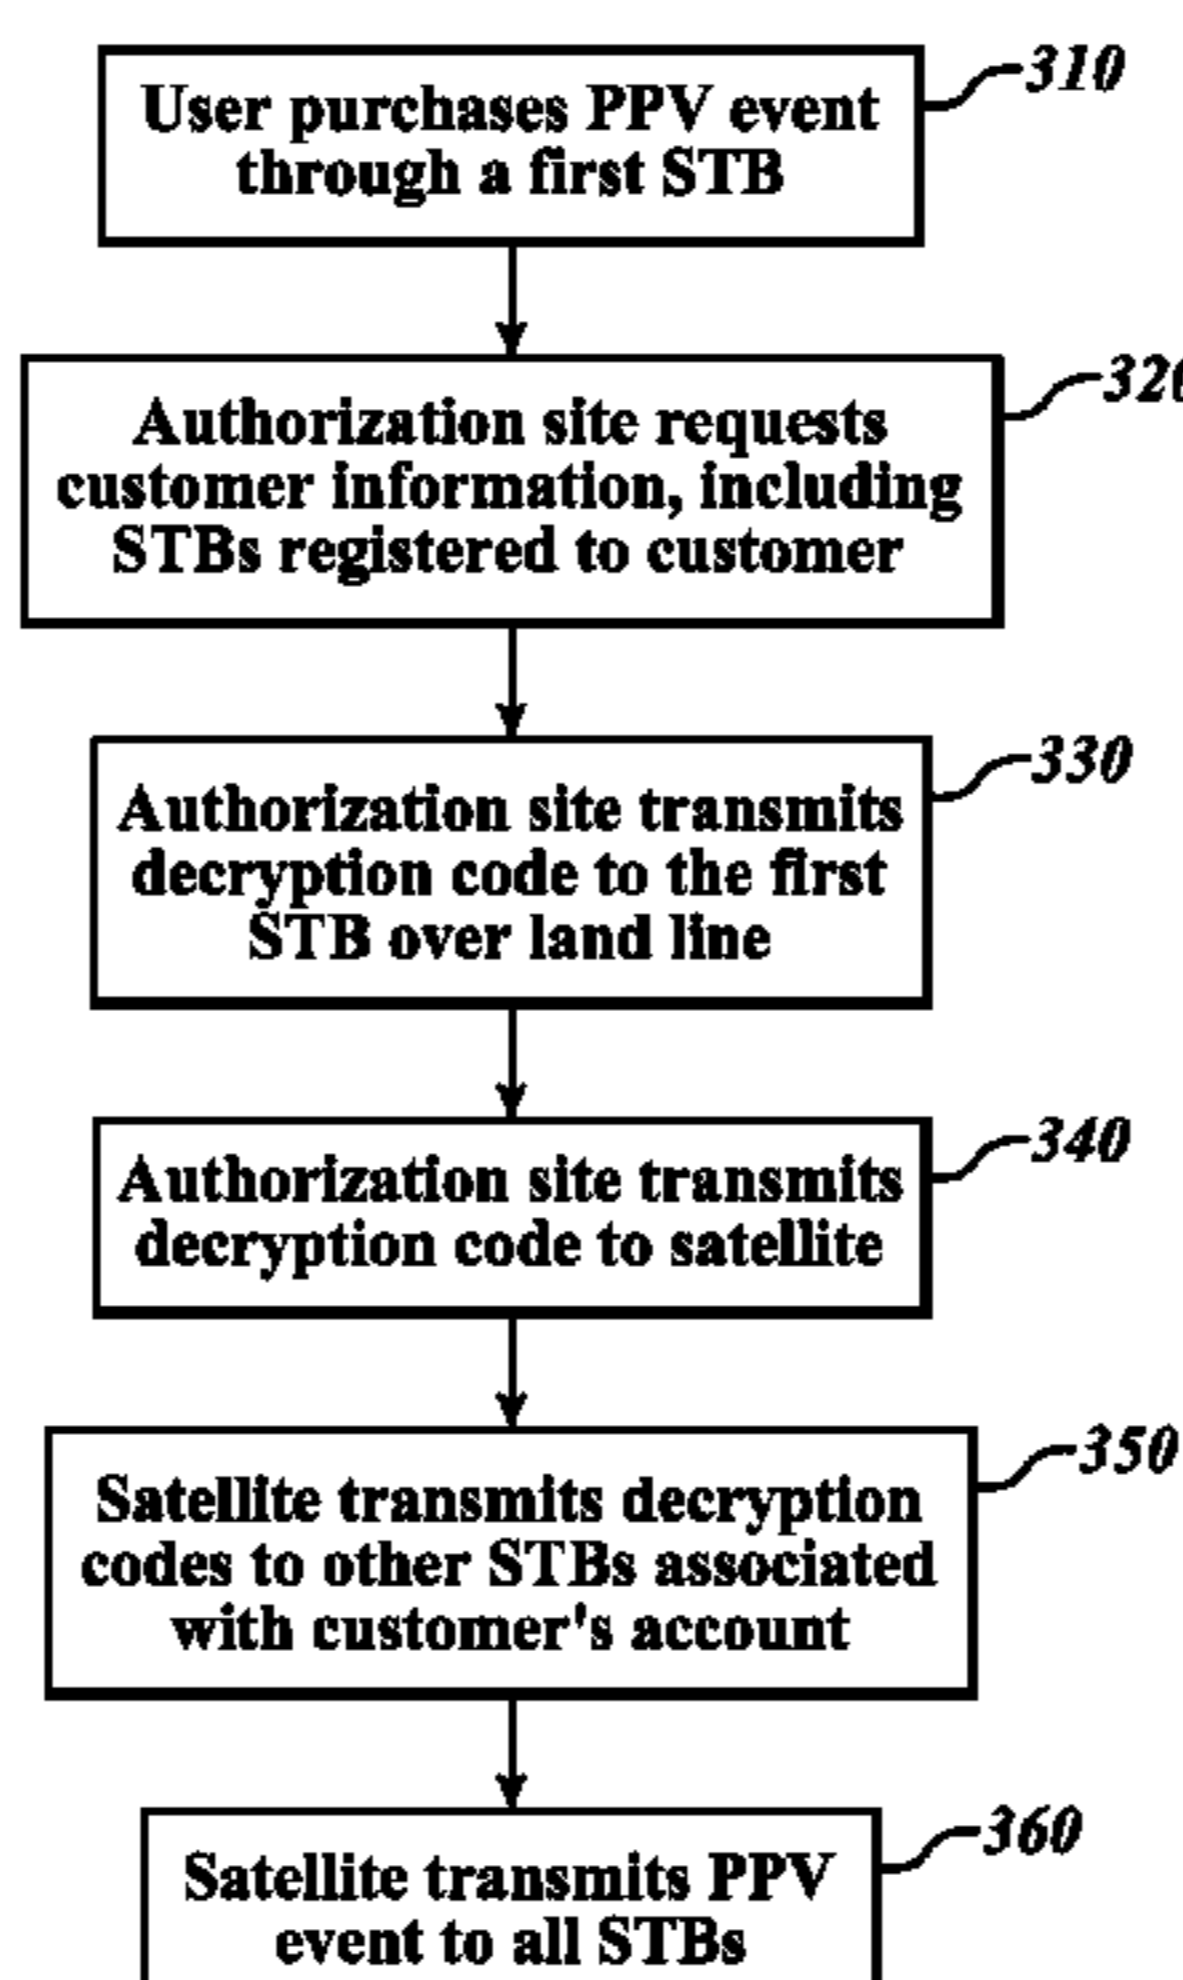 User purchases PPV event
through a first STB
310
Authorization site requests
customer information, including
STBs registered to customer
320
Authorization site transmits
decryption code to the first
STB over land line
330
Authorization site transmits
decryption code to satellite
340
Satellite transmits decryption
codes to other STBs associated
with customer's account
350
Satellite transmits PPV
event to all STBs
360